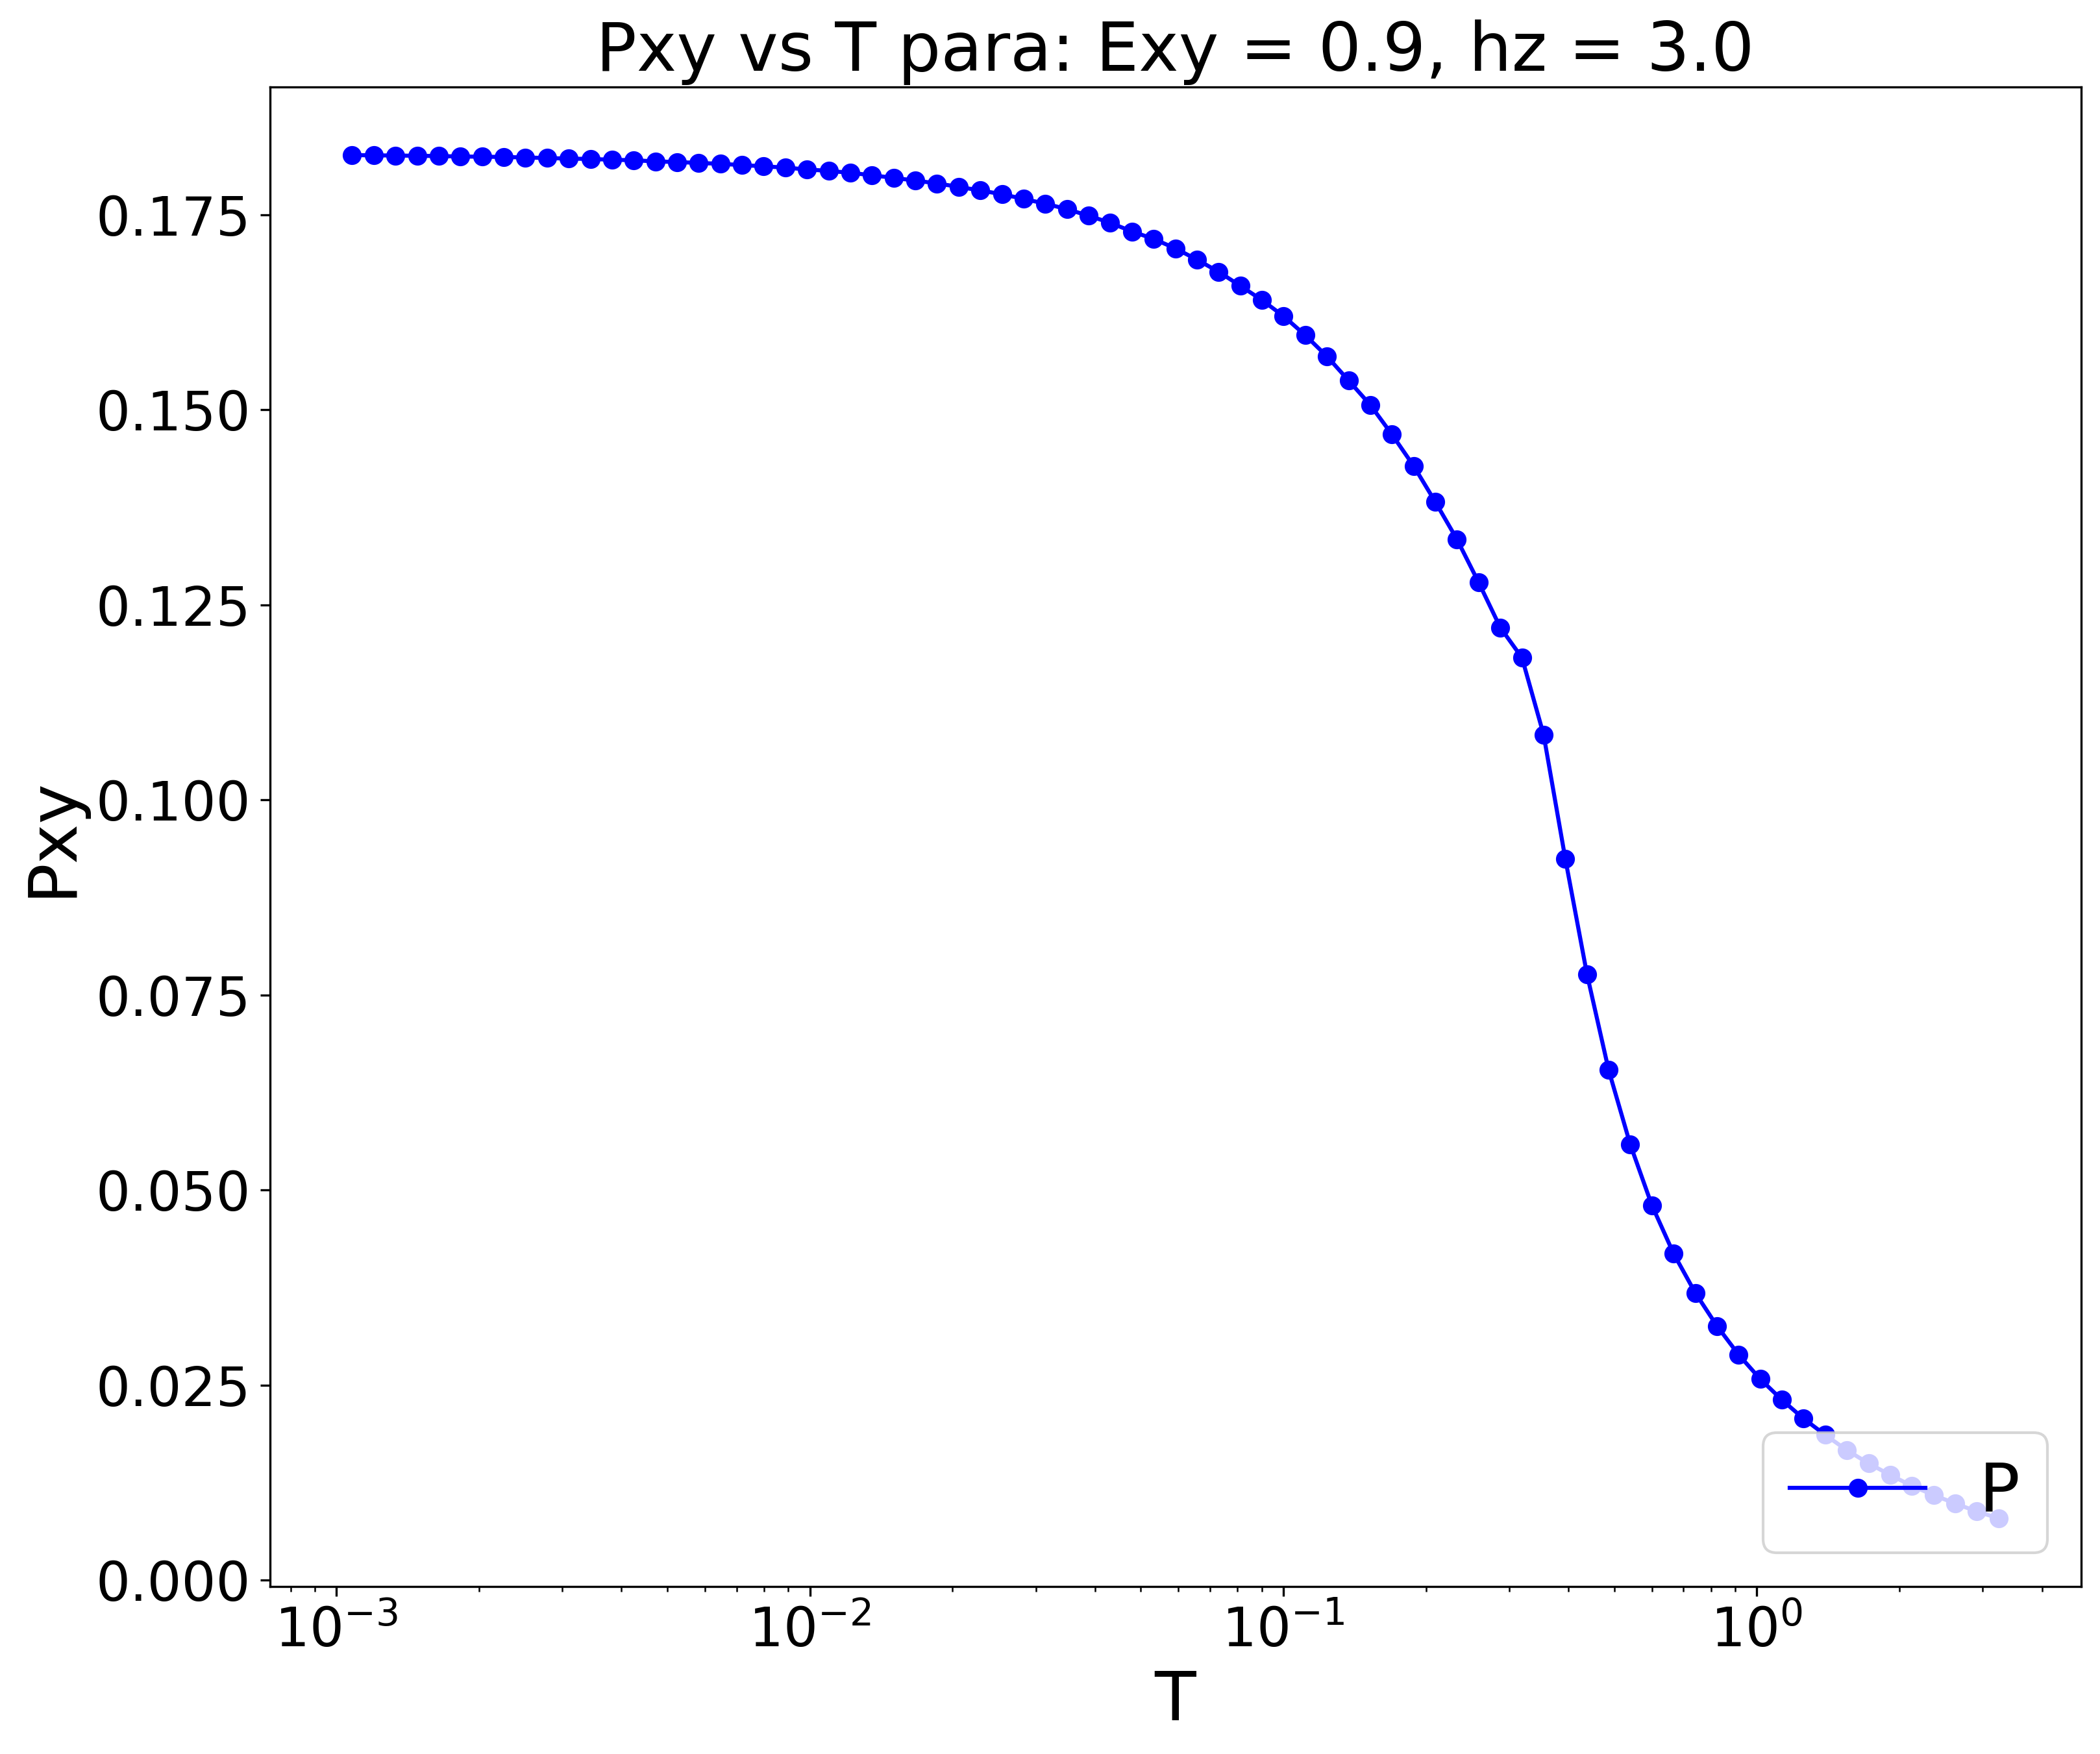 Pxy vs T para: Exy = 0.9, hz = 3.0
Pxy
0.175
0.150
0.125
0.100
0.075
0.050
0.025
0.000
10⁻³ 10⁻² 10⁻¹ 10⁰
T
P